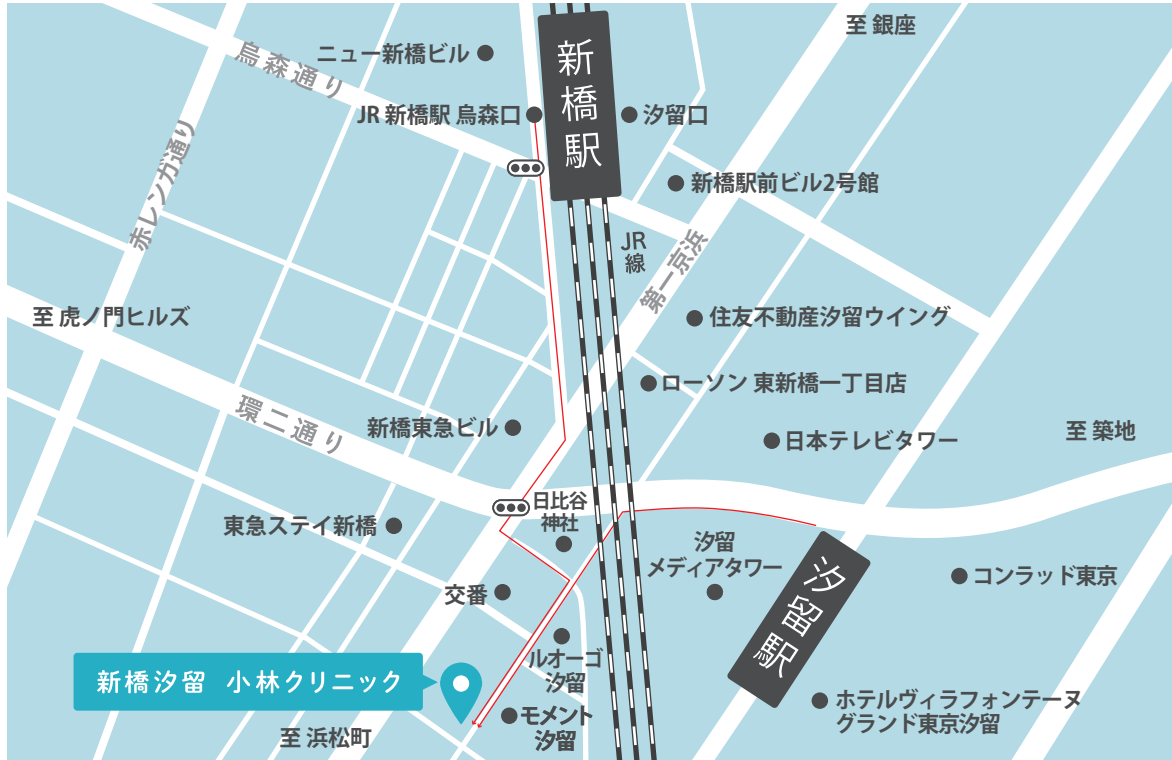 至 銀座
ニュー新橋ビル
烏森通り
新橋駅
JR 新橋駅 烏森口
汐留口
新橋駅前ビル2号館
赤レンガ通り
JR
線
第一京浜
至 虎ノ門ヒルズ
住友不動産汐留ウイング
ローソン 東新橋一丁目店
環二通り
新橋東急ビル
日本テレビタワー
至 築地
日比谷
神社
東急ステイ新橋
汐留
メディアタワー
汐留駅
コンラッド東京
交番
ルオーゴ
汐留
新橋汐留 小林クリニック
モメント
汐留
至 浜松町
ホテルヴィラフォンテーヌ
グランド東京汐留